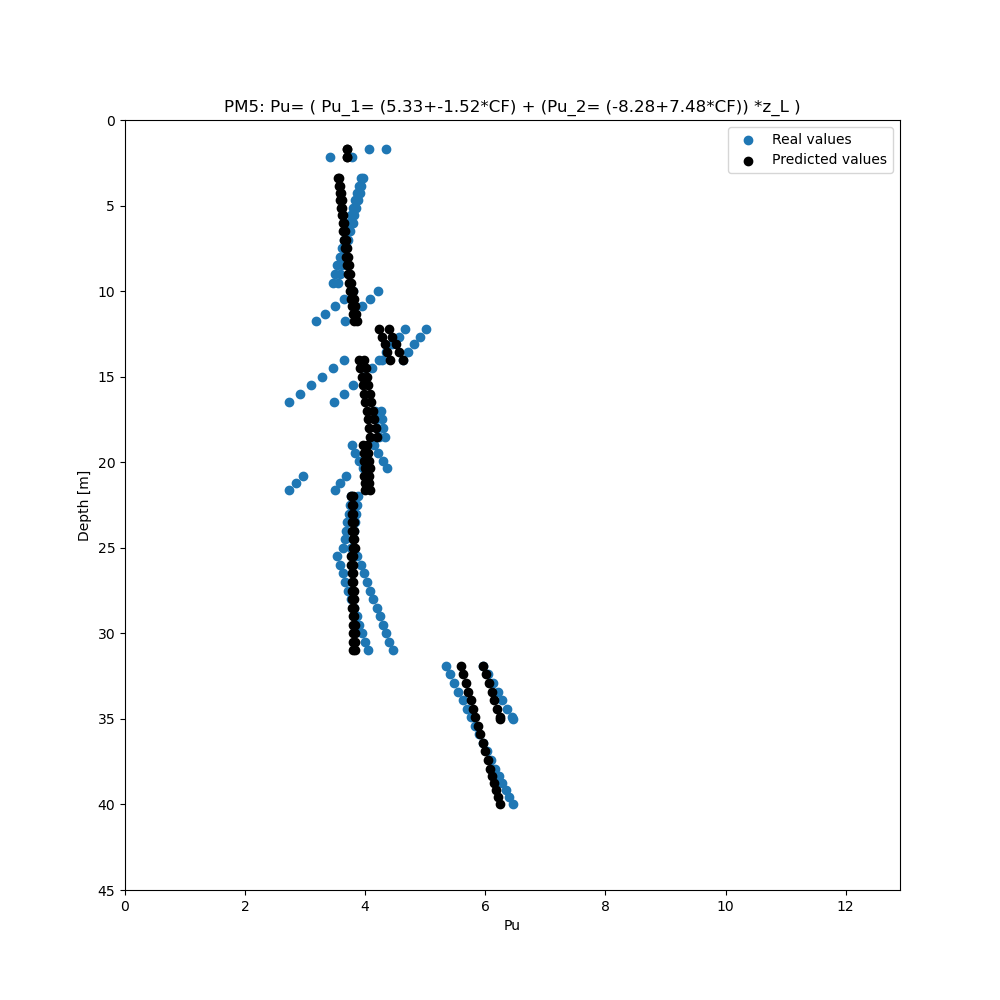 PM5: Pu= ( Pu_1= (5.33+-1.52*CF) + (Pu_2= (-8.28+7.48*CF)) *z_L )
Real values
Predicted values
0
5
10
15
20
25
30
35
40
45
Depth [m]
0 2 4 6 8 10 12
Pu